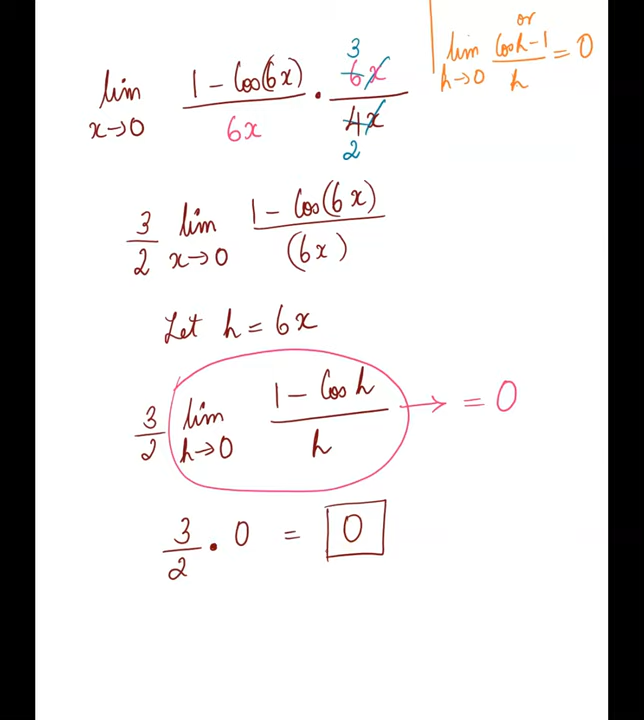 or
lim h→0 (cosh-1)/h = 0
lim x→0 (1 - Cos(6x))/6x · 3 6x/4x 2
3/2 lim x→0 (1 - Cos(6x))/(6x)
Let h = 6x
3/2 lim h→0 (1 - Cos h)/h → = 0
3/2 · 0 = 0